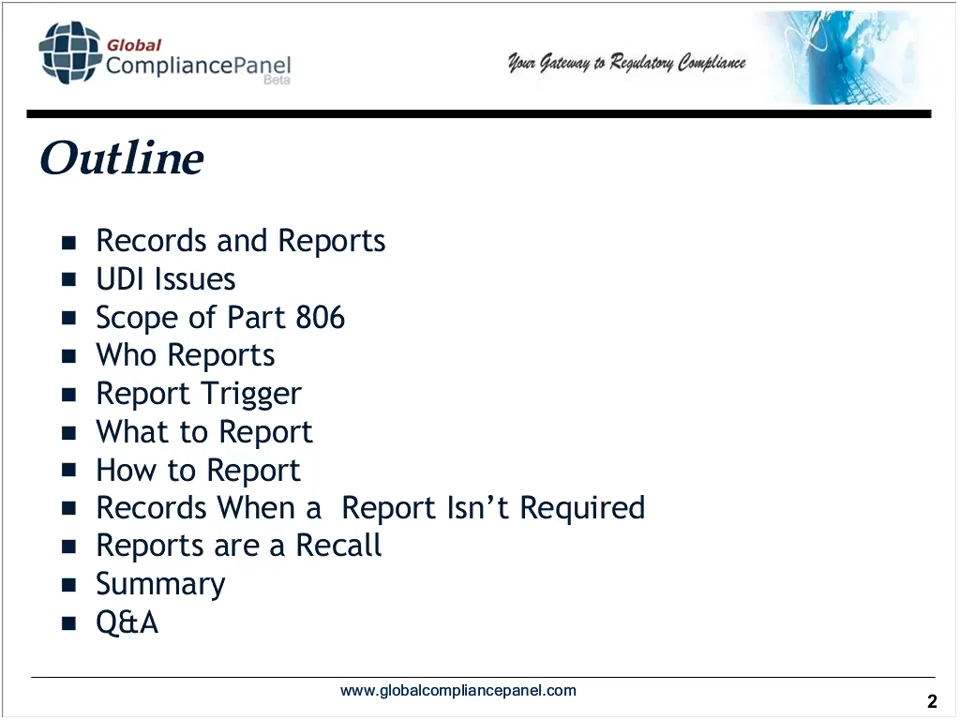 Global
CompliancePanel
Beta
Your Gateway to Regulatory Compliance
Outline
Records and Reports
UDI Issues
Scope of Part 806
Who Reports
Report Trigger
What to Report
How to Report
Records When a  Report Isn’t Required
Reports are a Recall
Summary
Q&A
www.globalcompliancepanel.com
2